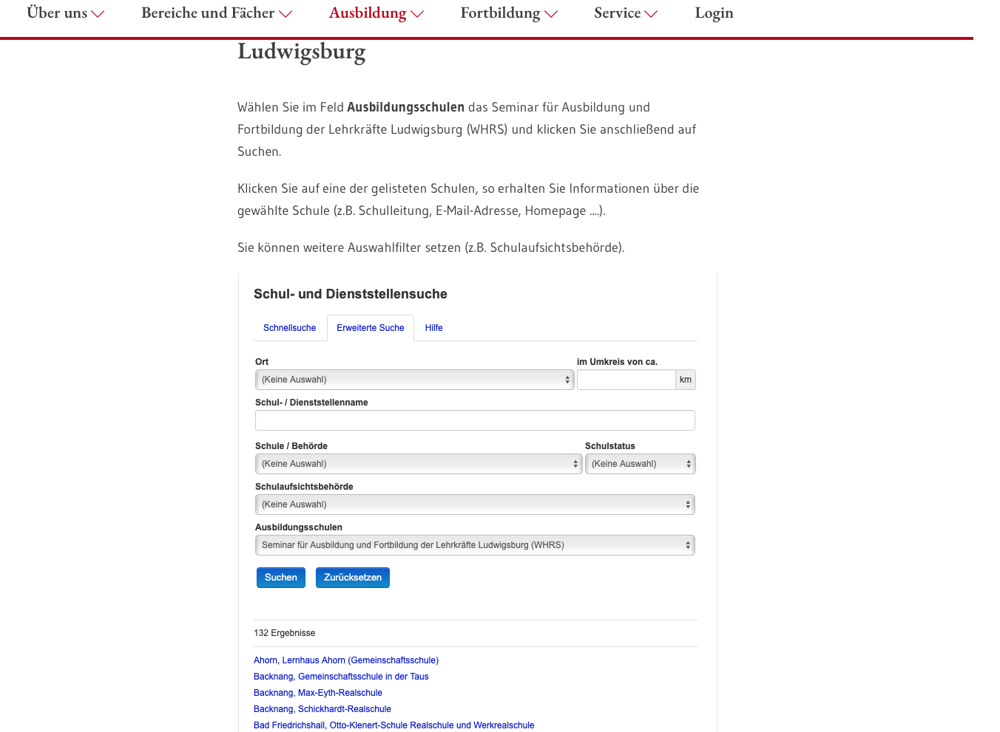 Über uns Bereiche und Fächer Ausbildung Fortbildung Service Login
Ludwigsburg
Wählen Sie im Feld Ausbildungsschulen das Seminar für Ausbildung und
Fortbildung der Lehrkräfte Ludwigsburg (WHRS) und klicken Sie anschließend auf
Suchen.
Klicken Sie auf eine der gelisteten Schulen, so erhalten Sie Informationen über die
gewählte Schule (z.B. Schulleitung, E-Mail-Adresse, Homepage ....).
Sie können weitere Auswahlfilter setzen (z.B. Schulaufsichtsbehörde).
Schul- und Dienststellensuche
Schnellsuche Erweiterte Suche Hilfe
Ort im Umkreis von ca.
(Keine Auswahl) km
Schul- / Dienststellenname
Schule / Behörde Schulstatus
(Keine Auswahl) (Keine Auswahl)
Schulaufsichtsbehörde
(Keine Auswahl)
Ausbildungsschulen
Seminar für Ausbildung und Fortbildung der Lehrkräfte Ludwigsburg (WHRS)
Suchen Zurücksetzen
132 Ergebnisse
Ahorn, Lernhaus Ahorn (Gemeinschaftsschule)
Backnang, Gemeinschaftsschule in der Taus
Backnang, Max-Eyth-Realschule
Backnang, Schickhardt-Realschule
Bad Friedrichshall, Otto-Klenert-Schule Realschule und Werkrealschule